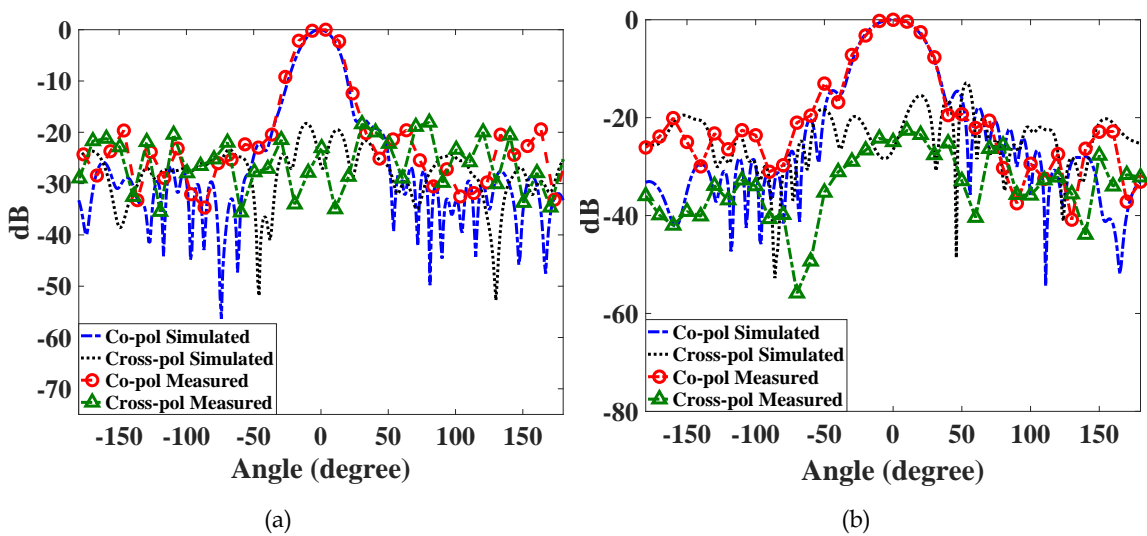 0
-10
-20
-30
-40
-50
-60
-70
dB
Co-pol Simulated
Cross-pol Simulated
Co-pol Measured
Cross-pol Measured
-150 -100 -50 0 50 100 150
Angle (degree)
(a)
0
-20
-40
-60
-80
dB
Co-pol Simulated
Cross-pol Simulated
Co-pol Measured
Cross-pol Measured
-150 -100 -50 0 50 100 150
Angle (degree)
(b)